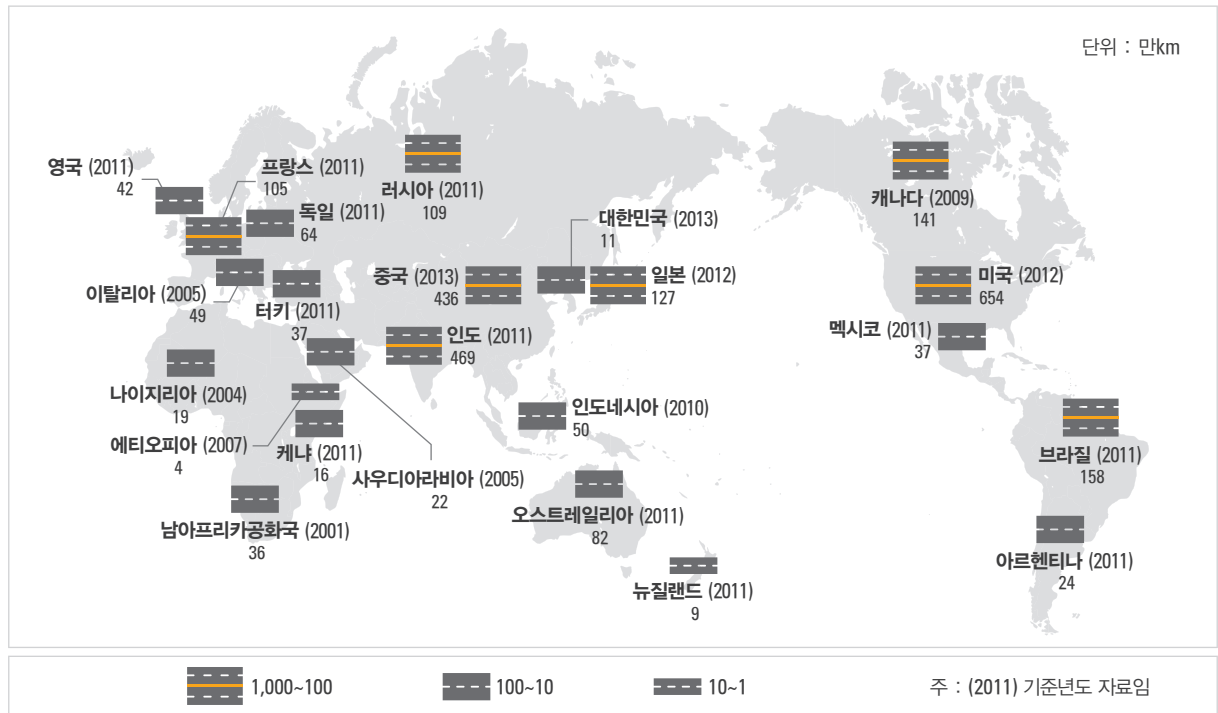 단위 : 만km
영국 (2011)
42
프랑스 (2011)
105
독일 (2011)
64
러시아 (2011)
109
대한민국 (2013)
11
캐나다 (2009)
141
이탈리아 (2005)
49
터키 (2011)
37
중국 (2013)
436
일본 (2012)
127
미국 (2012)
654
인도 (2011)
469
멕시코 (2011)
37
나이지리아 (2004)
19
에티오피아 (2007)
4
케냐 (2011)
16
사우디아라비아 (2005)
22
인도네시아 (2010)
50
브라질 (2011)
158
남아프리카공화국 (2001)
36
오스트레일리아 (2011)
82
아르헨티나 (2011)
24
뉴질랜드 (2011)
9
1,000~100
100~10
10~1
주 : (2011) 기준년도 자료임